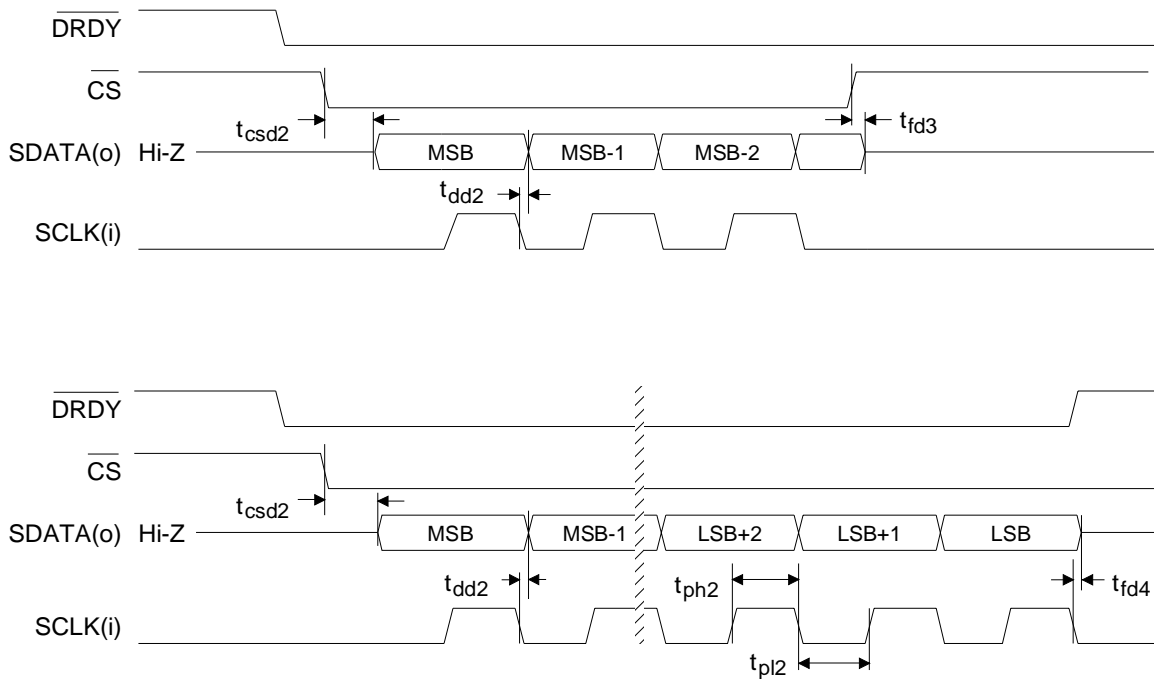 DRDY
CS
t_csd2
t_fd3
SDATA(o) Hi-Z MSB MSB-1 MSB-2
t_dd2
SCLK(i)
DRDY
CS
t_csd2
SDATA(o) Hi-Z MSB MSB-1 LSB+2 LSB+1 LSB
t_dd2 t_ph2 t_fd4
SCLK(i)
t_pl2